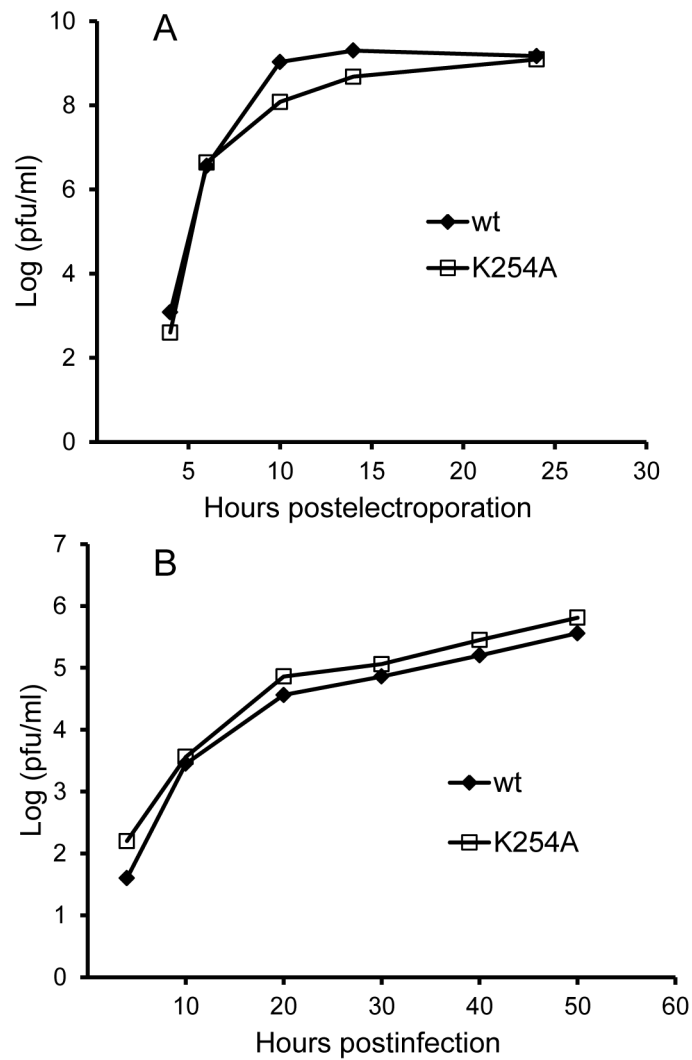 A
10
8
6
4
2
0
Log (pfu/ml)
wt
K254A
5 10 15 20 25 30
Hours postelectroporation
B
7
6
5
4
3
2
1
0
Log (pfu/ml)
wt
K254A
10 20 30 40 50 60
Hours postinfection